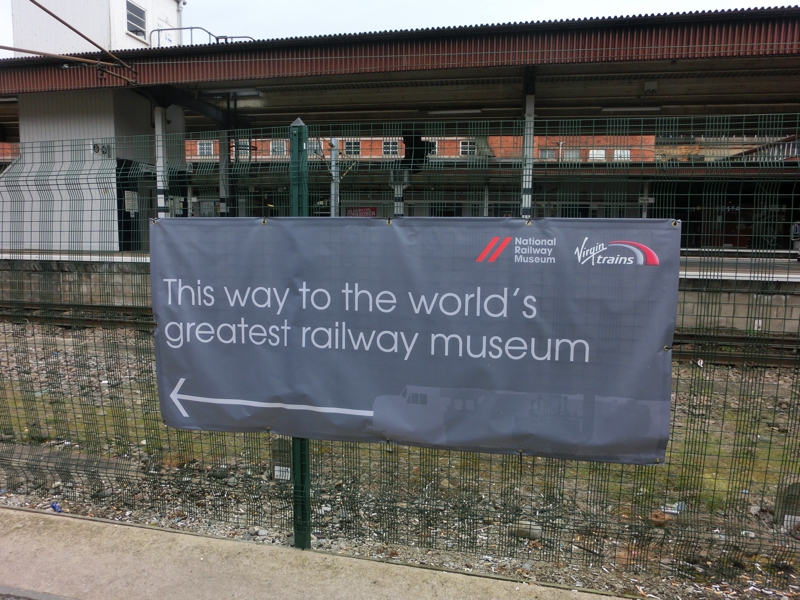 National
Railway
Museum
Virgin
trains
This way to the world's
greatest railway museum